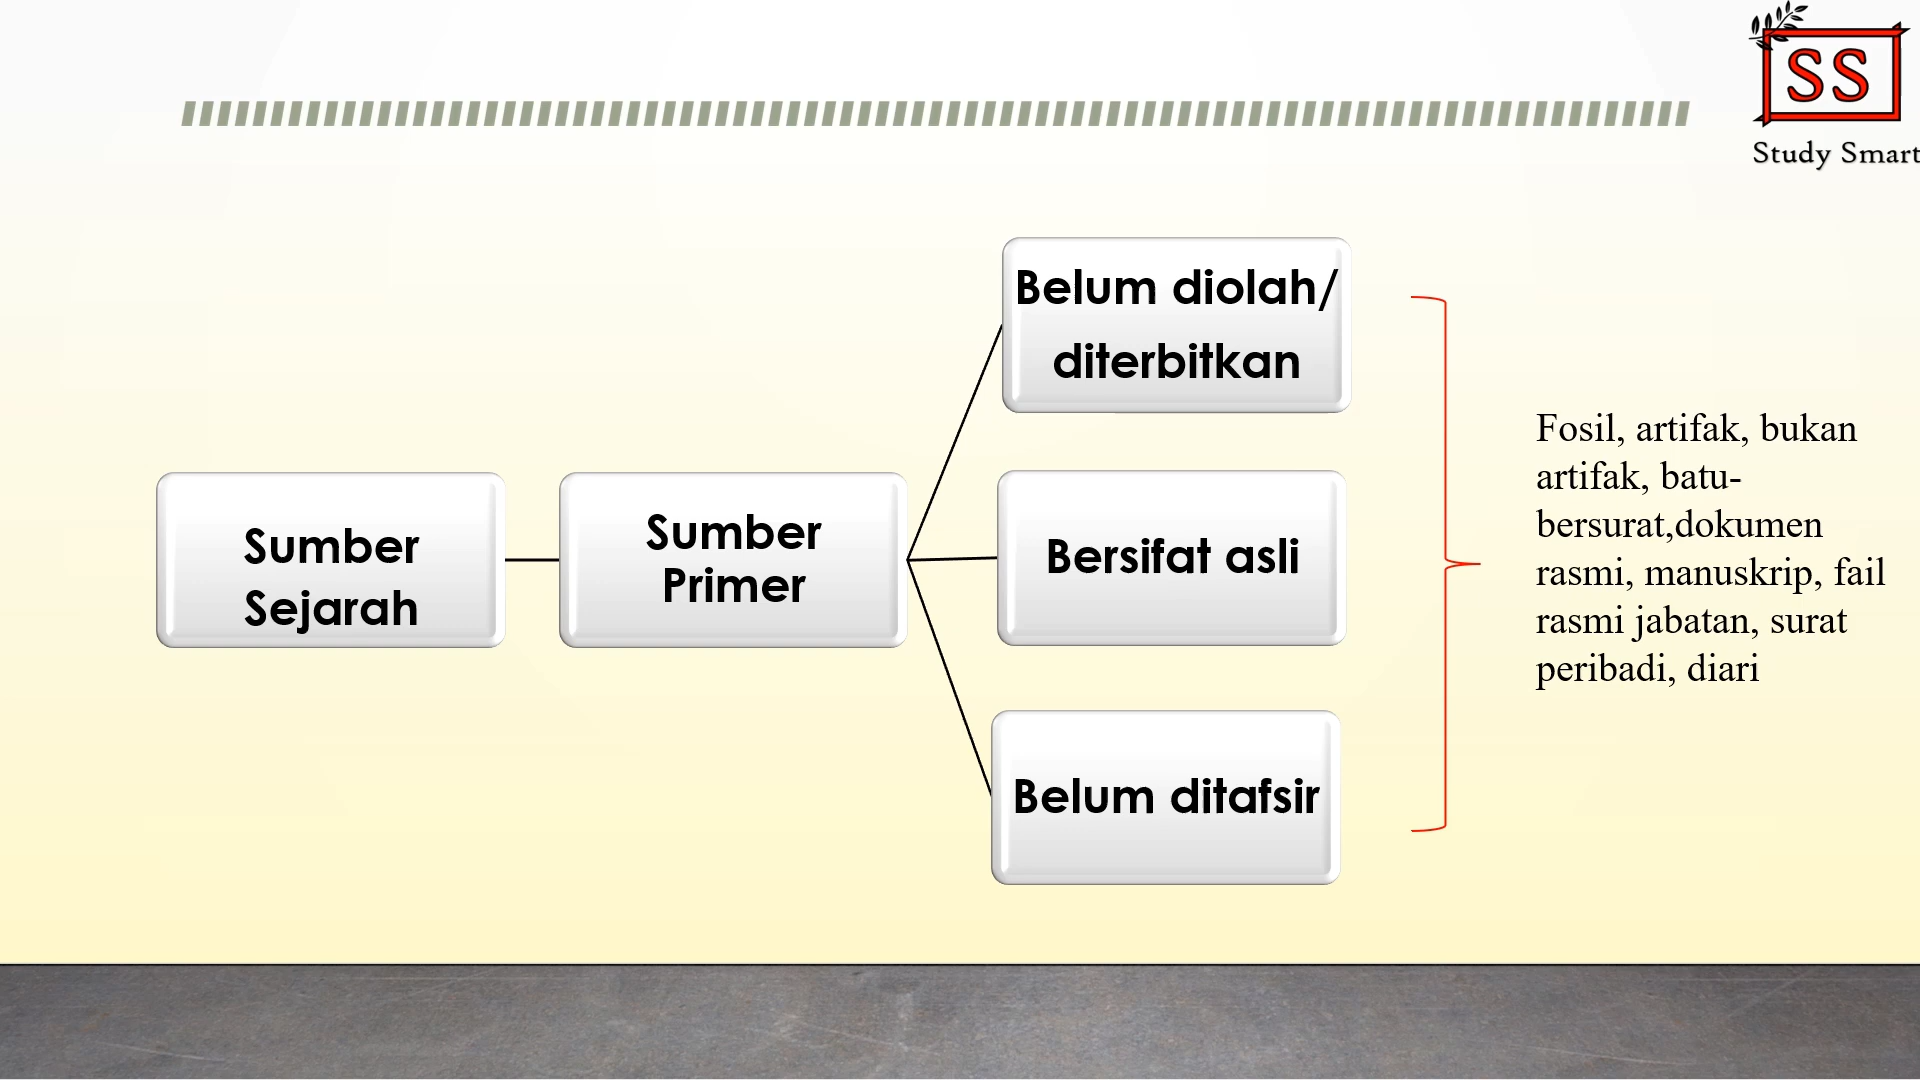 SS
Study Smart
Sumber
Sejarah
Sumber
Primer
Belum diolah/
diterbitkan
Bersifat asli
Belum ditafsir
Fosil, artifak, bukan
artifak, batu-
bersurat,dokumen
rasmi, manuskrip, fail
rasmi jabatan, surat
peribadi, diari